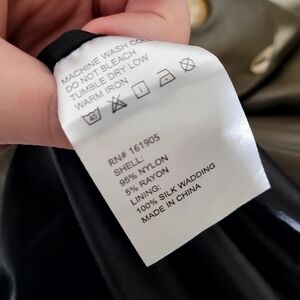 MACHINE WASH COLD
DO NOT BLEACH
TUMBLE DRY LOW
WARM IRON
RN# 161905
SHELL:
95% NYLON
5% RAYON
LINING:
100% SILK WADDING
MADE IN CHINA